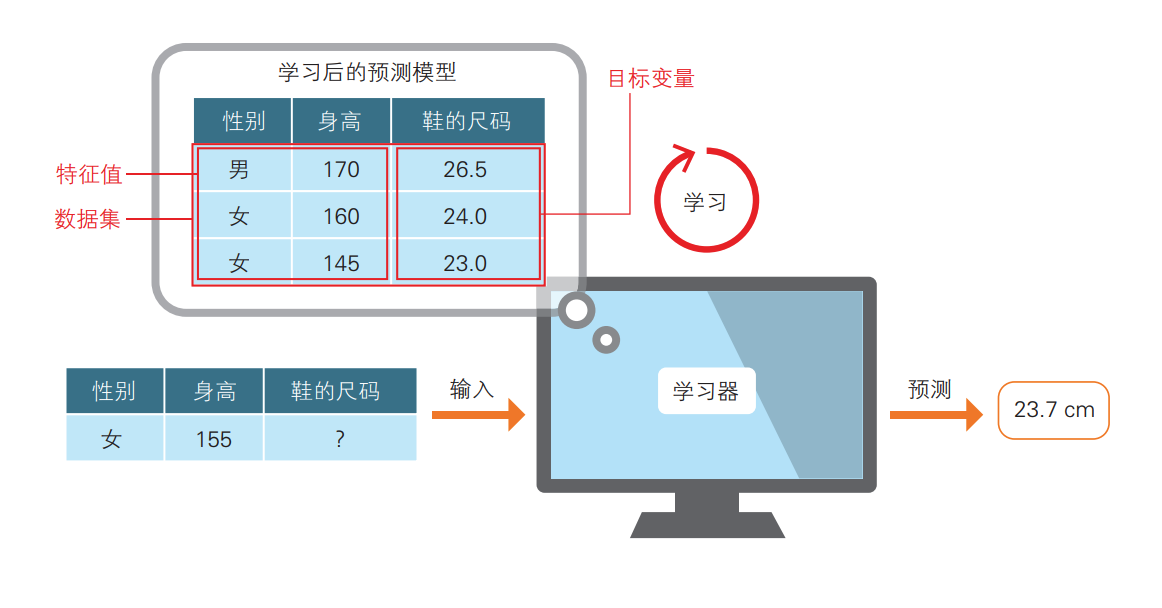 学习后的预测模型
目标变量
性别 身高 鞋的尺码
特征值
男 170 26.5
数据集
女 160 24.0
女 145 23.0
学习
性别 身高 鞋的尺码
女 155 ?
输入
学习器
预测
23.7 cm